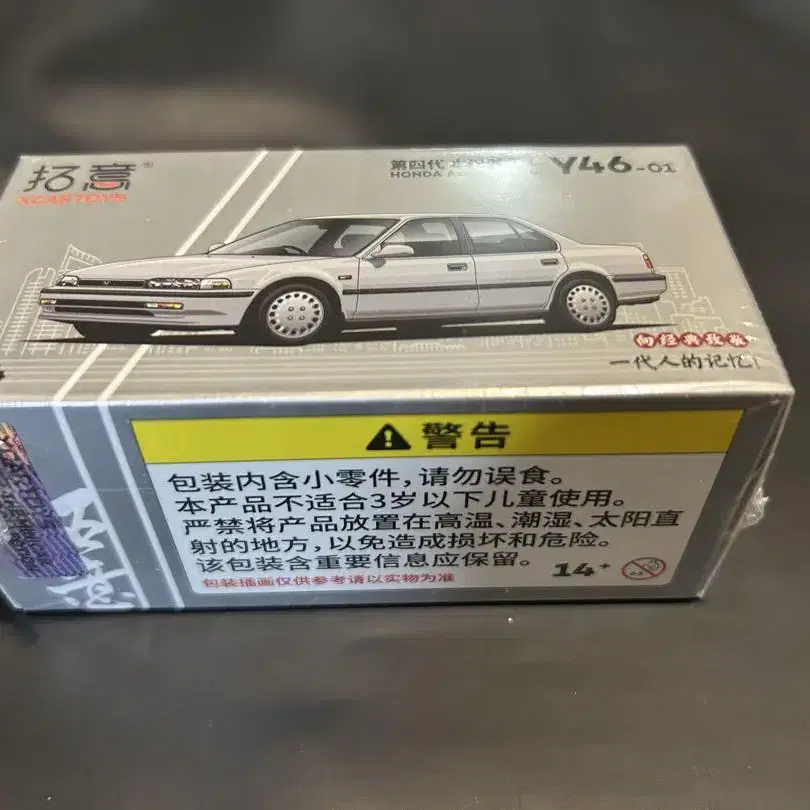 拓意®
XCARTOYS
第四代
HONDA
Y46-01
向经典致敬
一代人的记忆
警告
包装内含小零件，请勿误食。
本产品不适合3岁以下儿童使用。
严禁将产品放置在高温、潮湿、太阳直
射的地方，以免造成损坏和危险。
该包装含重要信息应保留。
14+
包装插画仅供参考请以实物为准